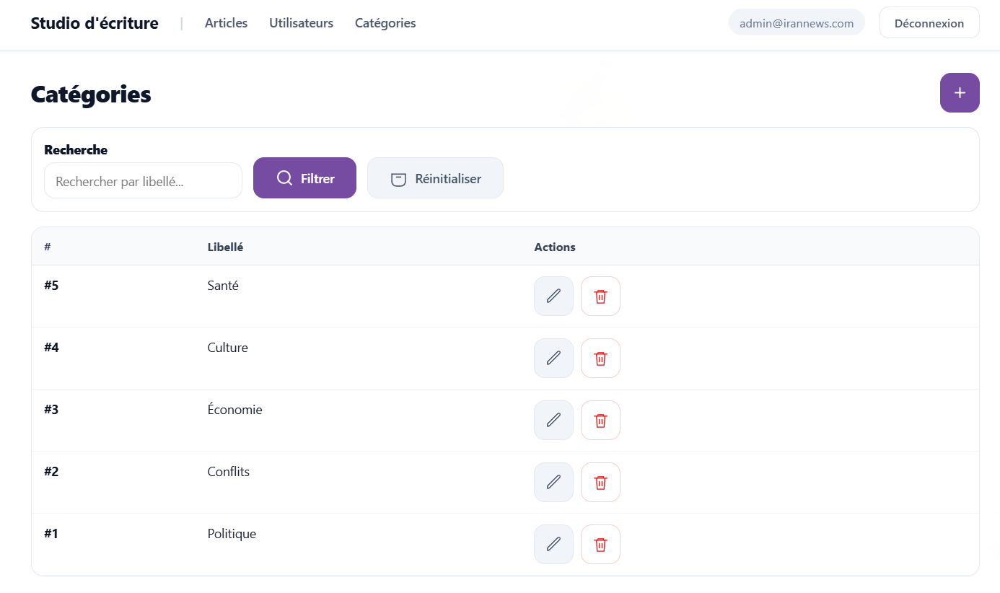 Studio d'écriture | Articles Utilisateurs Catégories admin@irannews.com Déconnexion
Catégories +
Recherche
Rechercher par libellé... Filtrer Réinitialiser
# Libellé Actions
#5 Santé
#4 Culture
#3 Économie
#2 Conflits
#1 Politique